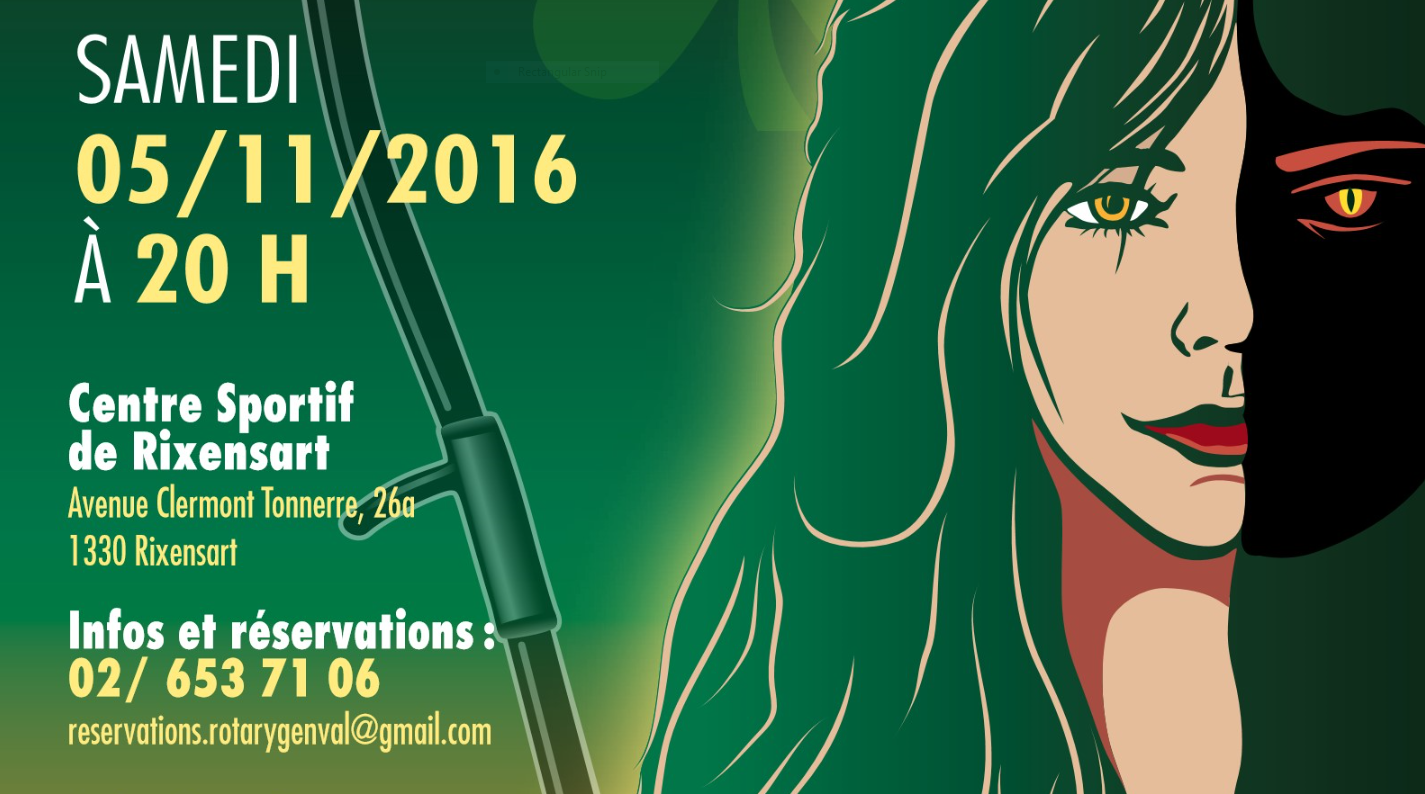 SAMEDI
05/11/2016
À 20 H
Centre Sportif
de Rixensart
Avenue Clermont Tonnerre, 26a
1330 Rixensart
Infos et réservations :
02/ 653 71 06
reservations.rotarygenval@gmail.com